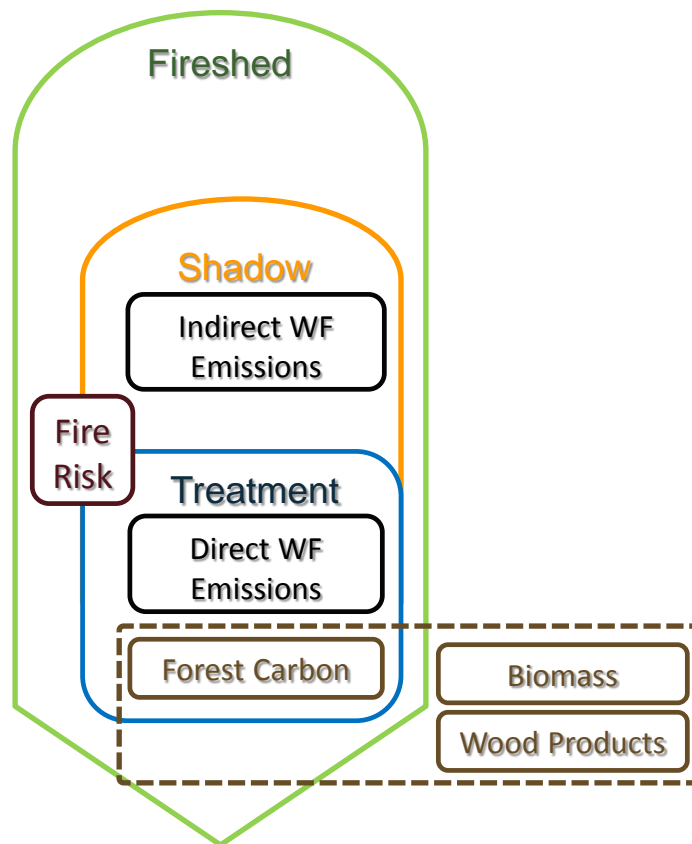 Fireshed
Shadow
Indirect WF
Emissions
Fire
Risk
Treatment
Direct WF
Emissions
Forest Carbon
Biomass
Wood Products